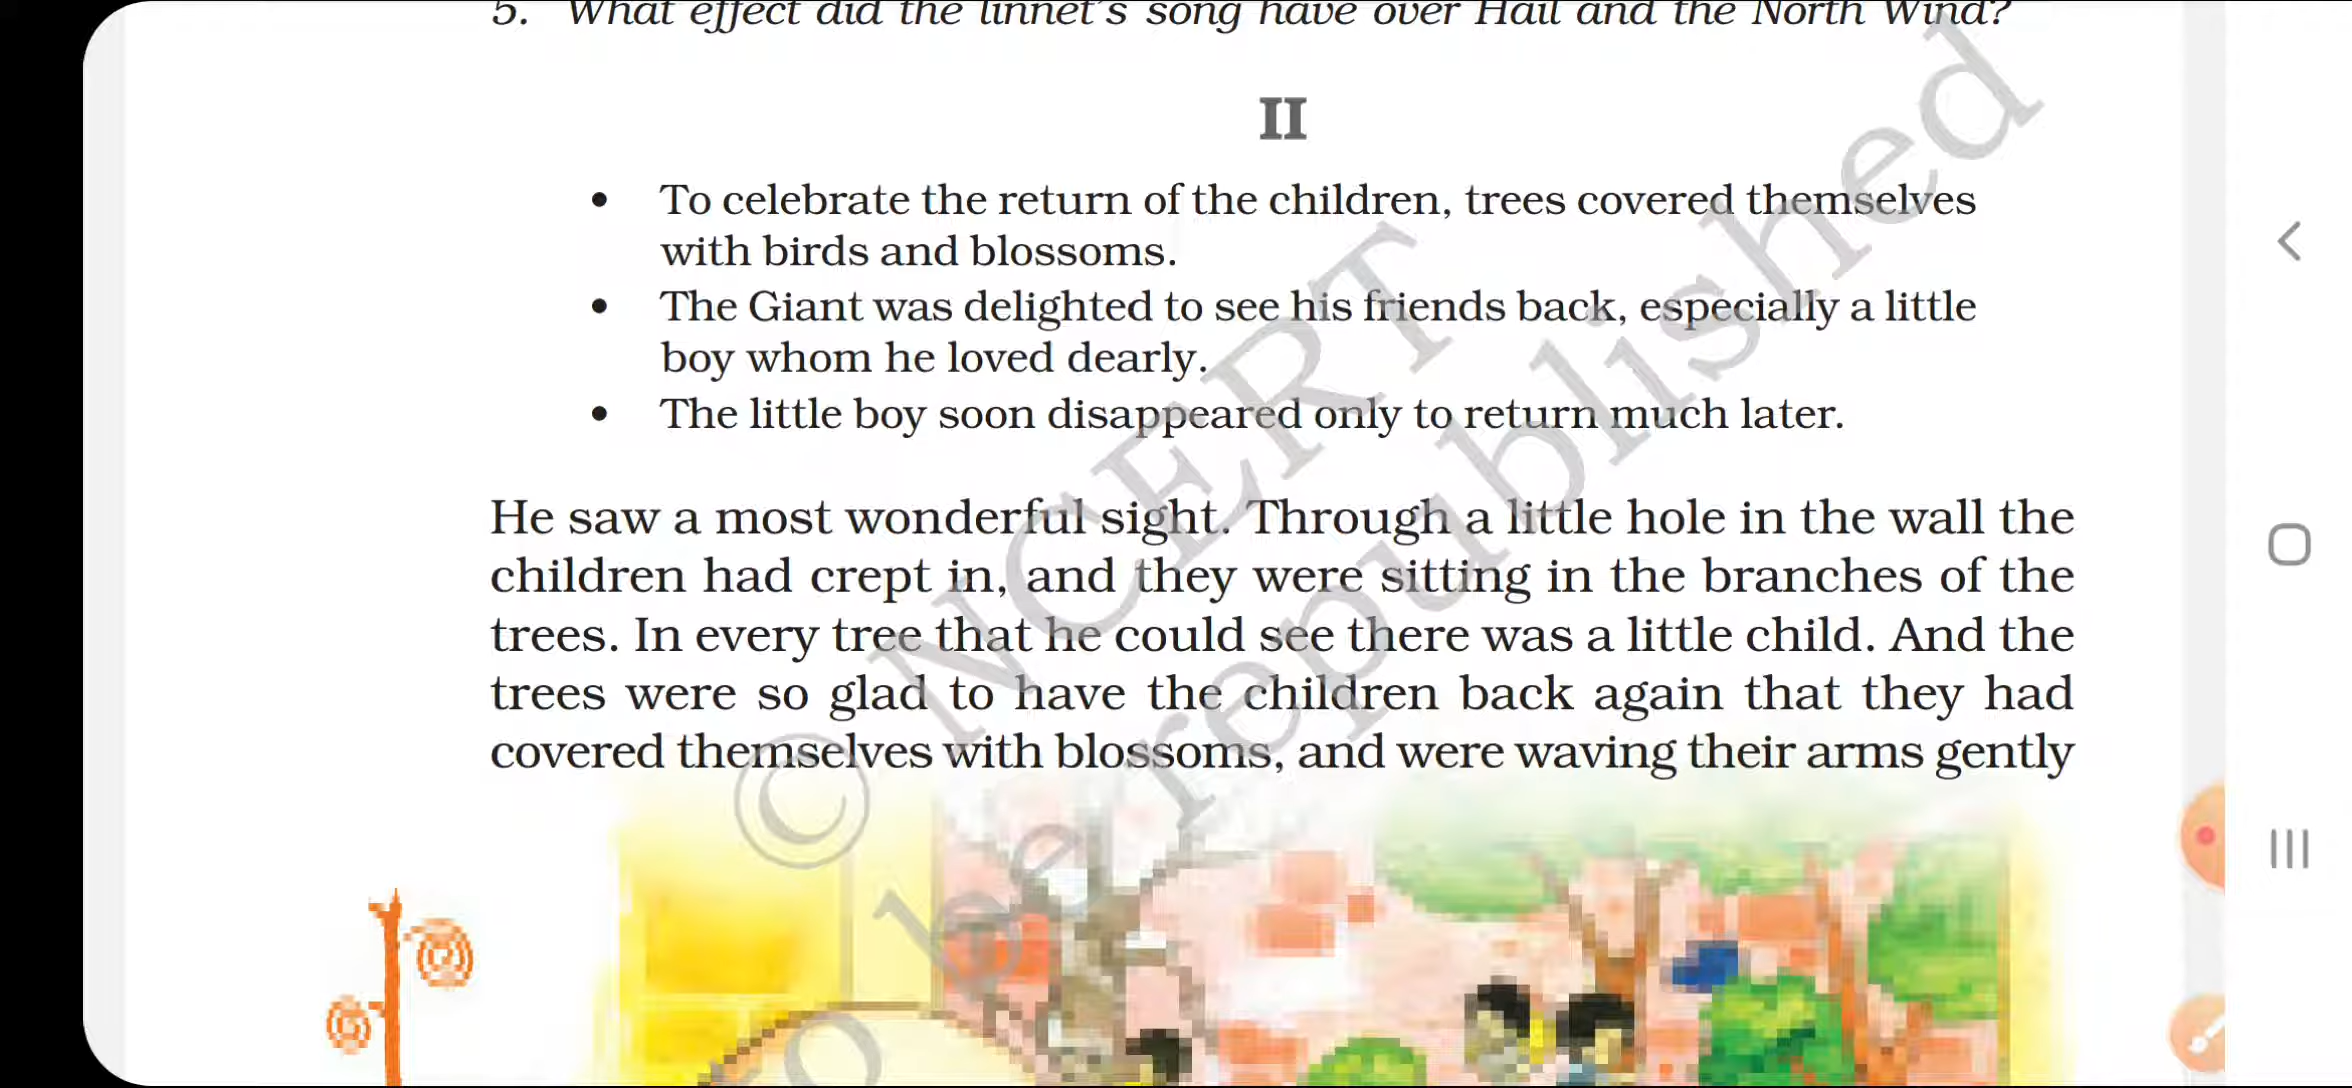 5. What effect did the linnet's song have over Hail and the North Wind?
II
• To celebrate the return of the children, trees covered themselves
with birds and blossoms.
• The Giant was delighted to see his friends back, especially a little
boy whom he loved dearly.
• The little boy soon disappeared only to return much later.
He saw a most wonderful sight. Through a little hole in the wall the
children had crept in, and they were sitting in the branches of the
trees. In every tree that he could see there was a little child. And the
trees were so glad to have the children back again that they had
covered themselves with blossoms, and were waving their arms gently
© NCERT
o be republished